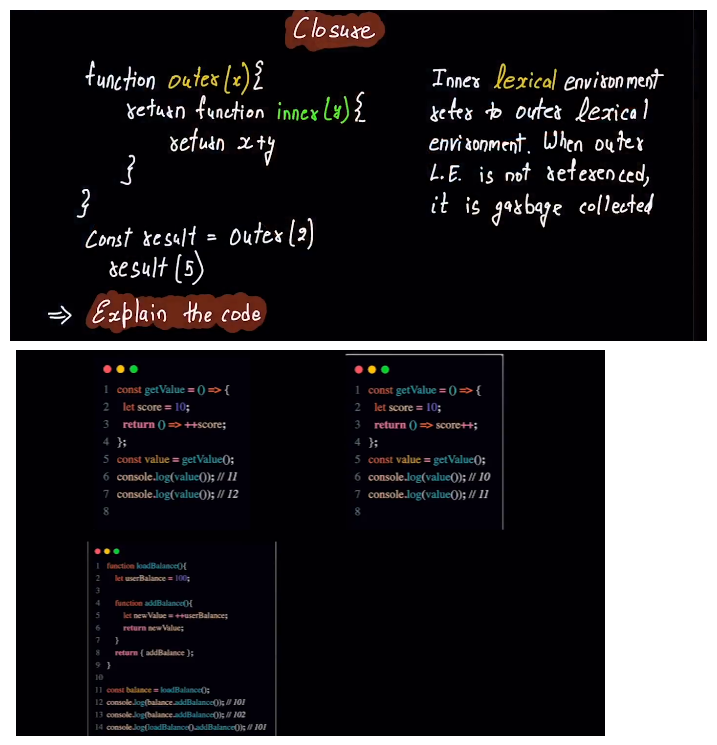 Closure
function outer(x){
return function inner(y){
return x+y
}
}
Const result = outer(2)
result(5)
⇒ Explain the code
Inner lexical environment
refer to outer lexical
environment. When outer
L.E. is not referenced,
it is garbage collected
1 const getValue = () => {
2 let score = 10;
3 return () => ++score;
4 };
5 const value = getValue();
6 console.log(value()); // 11
7 console.log(value()); // 12
8
1 const getValue = () => {
2 let score = 10;
3 return () => score++;
4 };
5 const value = getValue();
6 console.log(value()); // 10
7 console.log(value()); // 11
8
1 function loadBalance(){
2 let userBalance = 100;
3
4 function addBalance(){
5 let newValue = ++userBalance;
6 return newValue;
7 }
8 return { addBalance };
9 }
10
11 const balance = loadBalance();
12 console.log(balance.addBalance()); // 101
13 console.log(balance.addBalance()); // 102
14 console.log(loadBalance().addBalance()); // 101